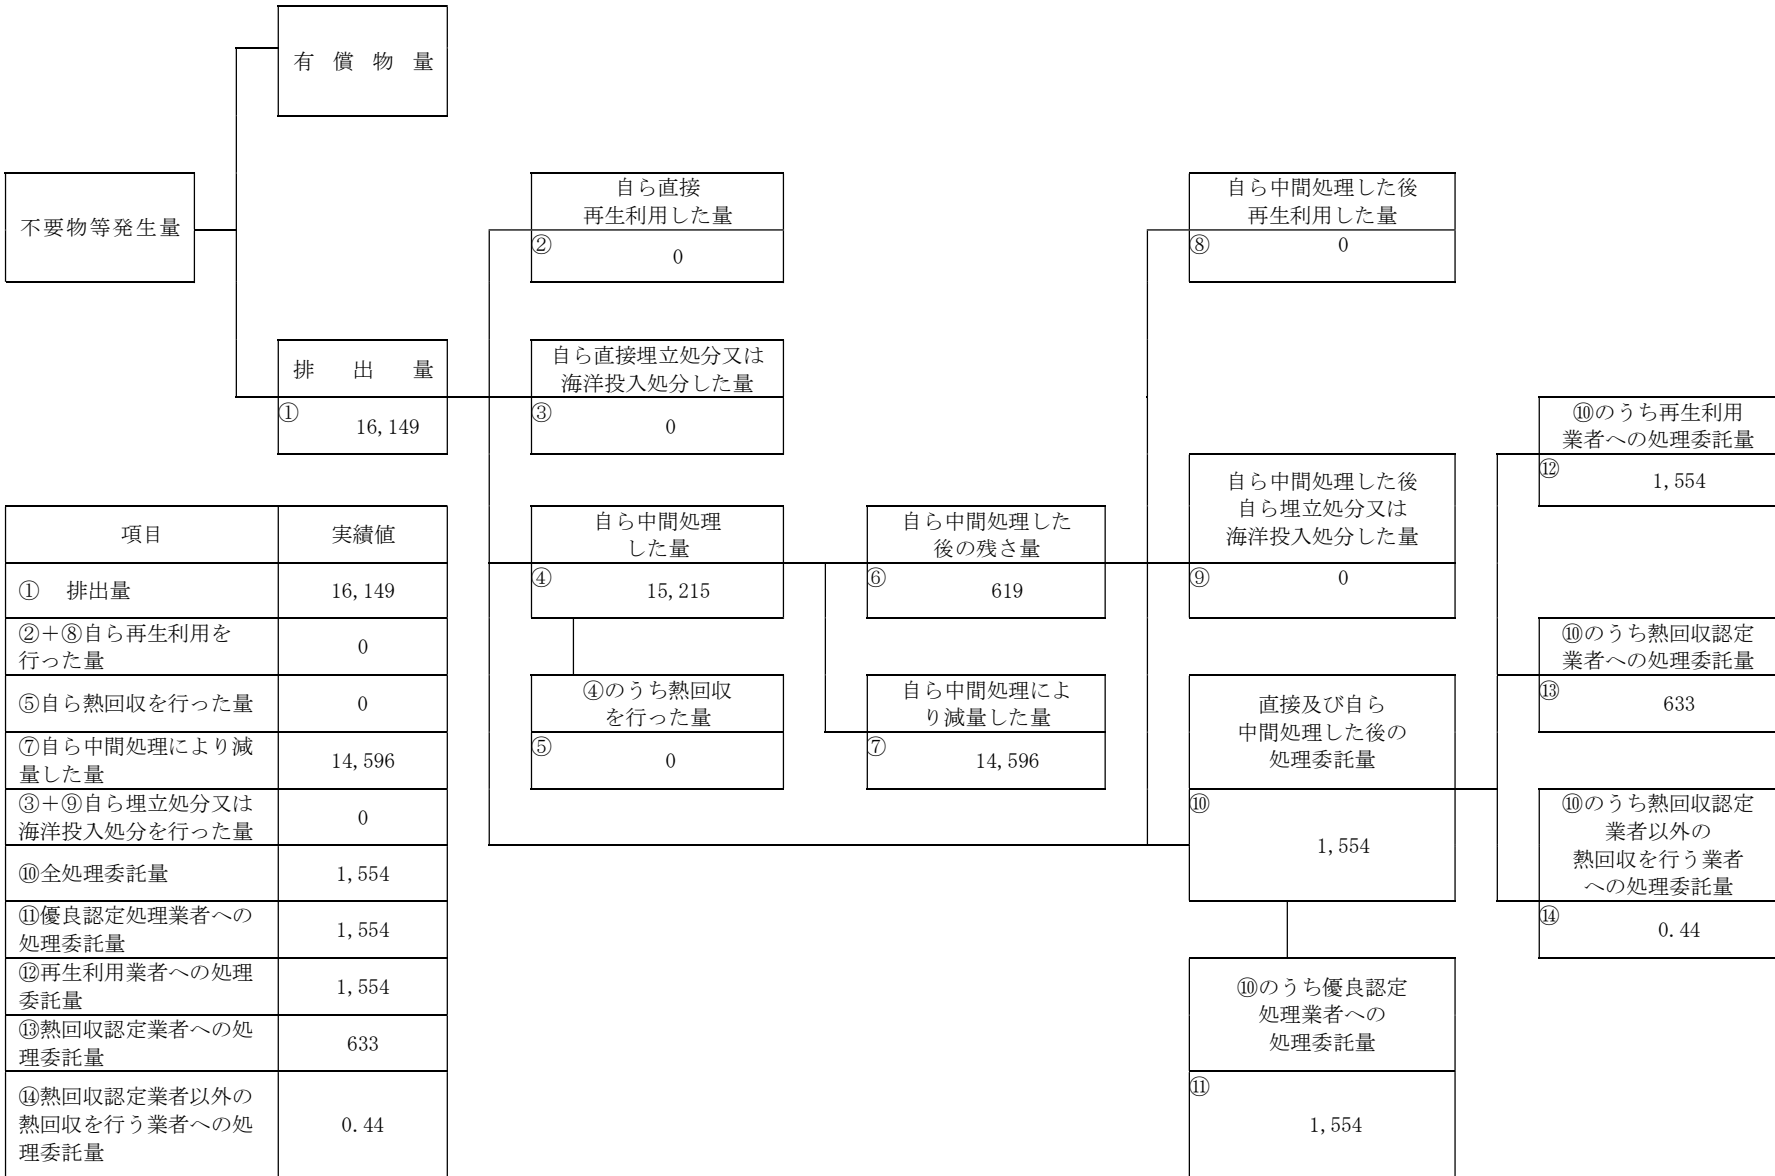 有償物量
不要物等発生量
自ら直接
再生利用した量
② 0
自ら中間処理した後
再生利用した量
⑧ 0
排出量
① 16,149
自ら直接埋立処分又は
海洋投入処分した量
③ 0
⑩のうち再生利用
業者への処理委託量
⑫ 1,554
自ら中間処理した後
自ら埋立処分又は
海洋投入処分した量
⑨ 0
自ら中間処理
した量
④ 15,215
自ら中間処理した
後の残さ量
⑥ 619
⑩のうち熱回収認定
業者への処理委託量
⑬ 633
④のうち熱回収
を行った量
⑤ 0
自ら中間処理によ
り減量した量
⑦ 14,596
直接及び自ら
中間処理した後の
処理委託量
⑩ 1,554
⑩のうち熱回収認定
業者以外の
熱回収を行う業者
への処理委託量
⑭ 0.44
⑩のうち優良認定
処理業者への
処理委託量
⑪ 1,554
項目 実績値
① 排出量 16,149
②+⑧自ら再生利用を
行った量 0
⑤自ら熱回収を行った量 0
⑦自ら中間処理により減
量した量 14,596
③+⑨自ら埋立処分又は
海洋投入処分を行った量 0
⑩全処理委託量 1,554
⑪優良認定処理業者への
処理委託量 1,554
⑫再生利用業者への処理
委託量 1,554
⑬熱回収認定業者への処
理委託量 633
⑭熱回収認定業者以外の
熱回収を行う業者への処
理委託量 0.44